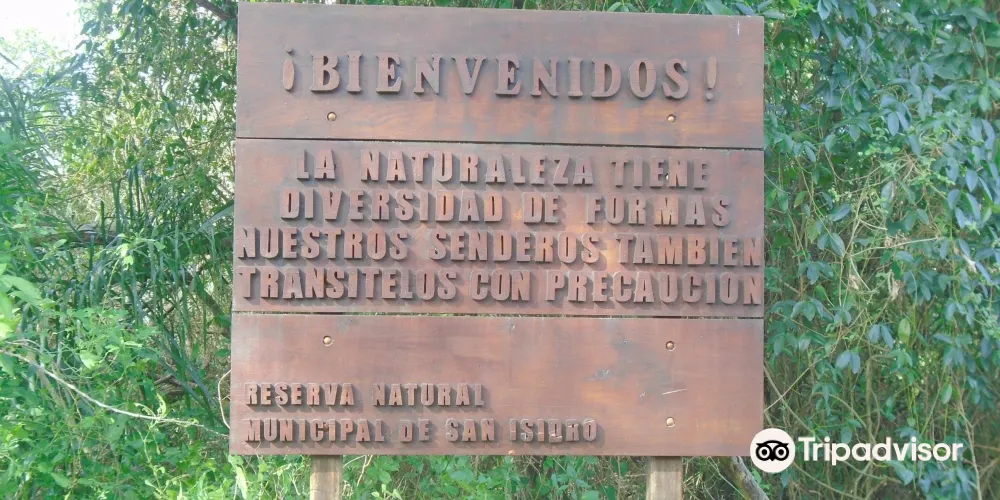 ¡BIENVENIDOS!
LA NATURALEZA TIENE
DIVERSIDAD DE FORMAS
NUESTROS SENDEROS TAMBIEN
TRANSITELOS CON PRECAUCION
RESERVA NATURAL
MUNICIPAL DE SAN ISIDRO
Tripadvisor